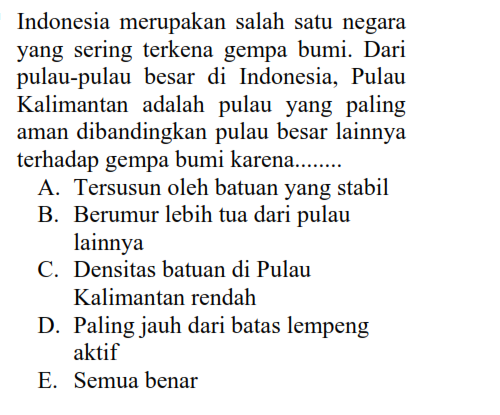 Indonesia merupakan salah satu negara
yang sering terkena gempa bumi. Dari
pulau-pulau besar di Indonesia, Pulau
Kalimantan adalah pulau yang paling
aman dibandingkan pulau besar lainnya
terhadap gempa bumi karena........
A. Tersusun oleh batuan yang stabil
B. Berumur lebih tua dari pulau
lainnya
C. Densitas batuan di Pulau
Kalimantan rendah
D. Paling jauh dari batas lempeng
aktif
E. Semua benar